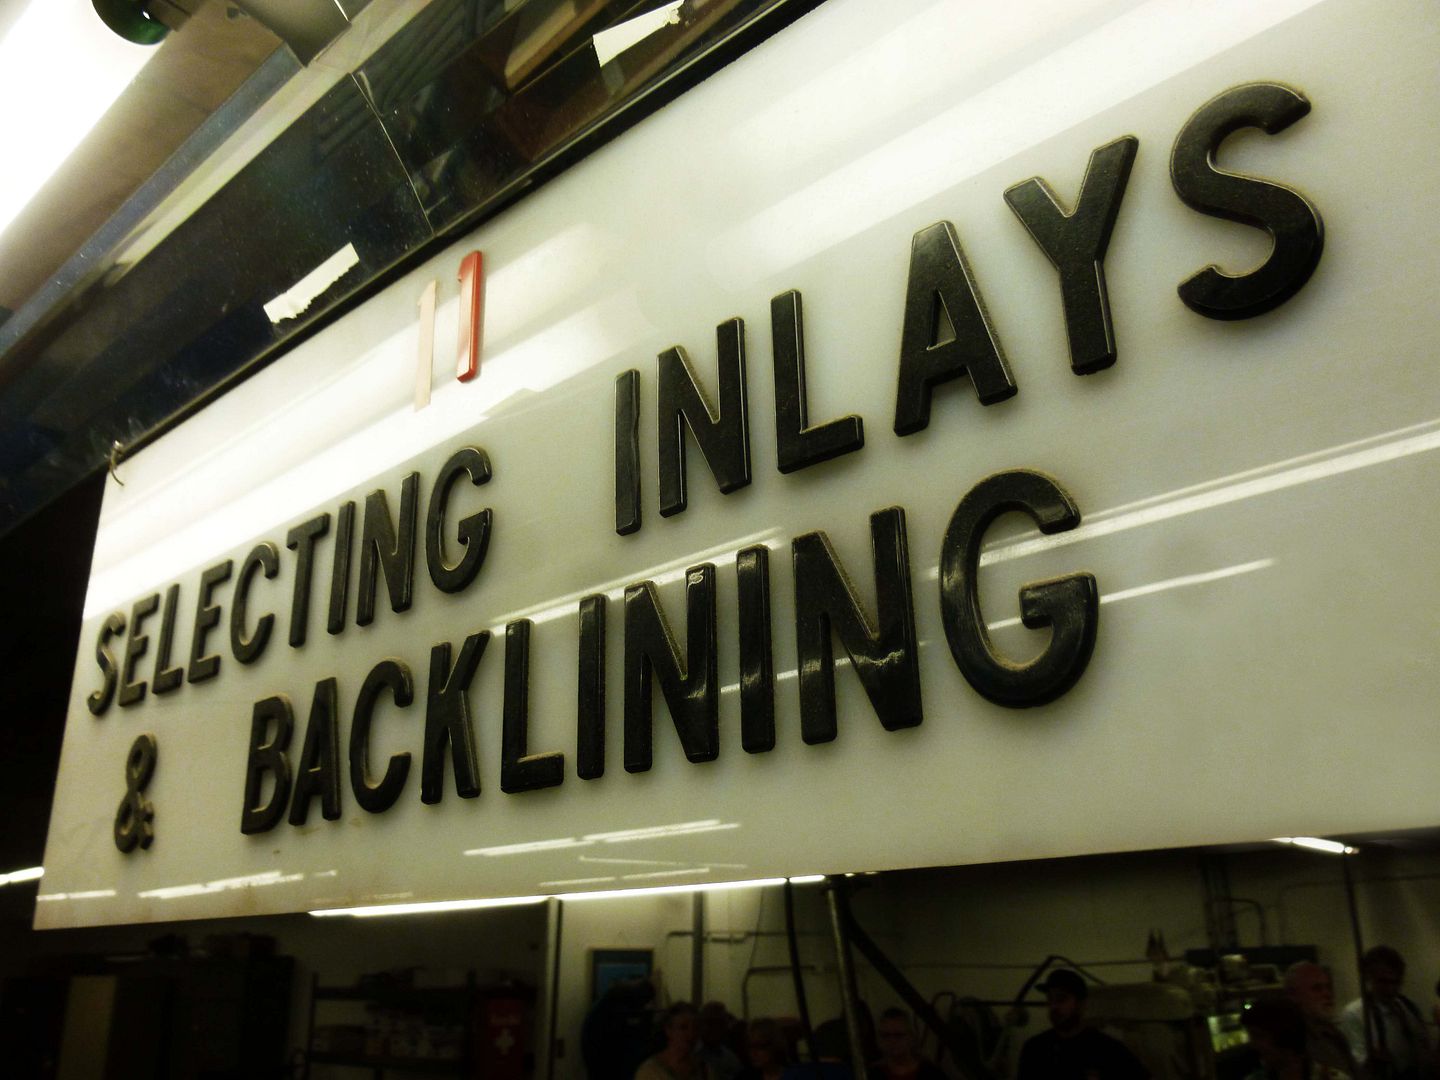 11
SELECTING INLAYS
& BACKLINING